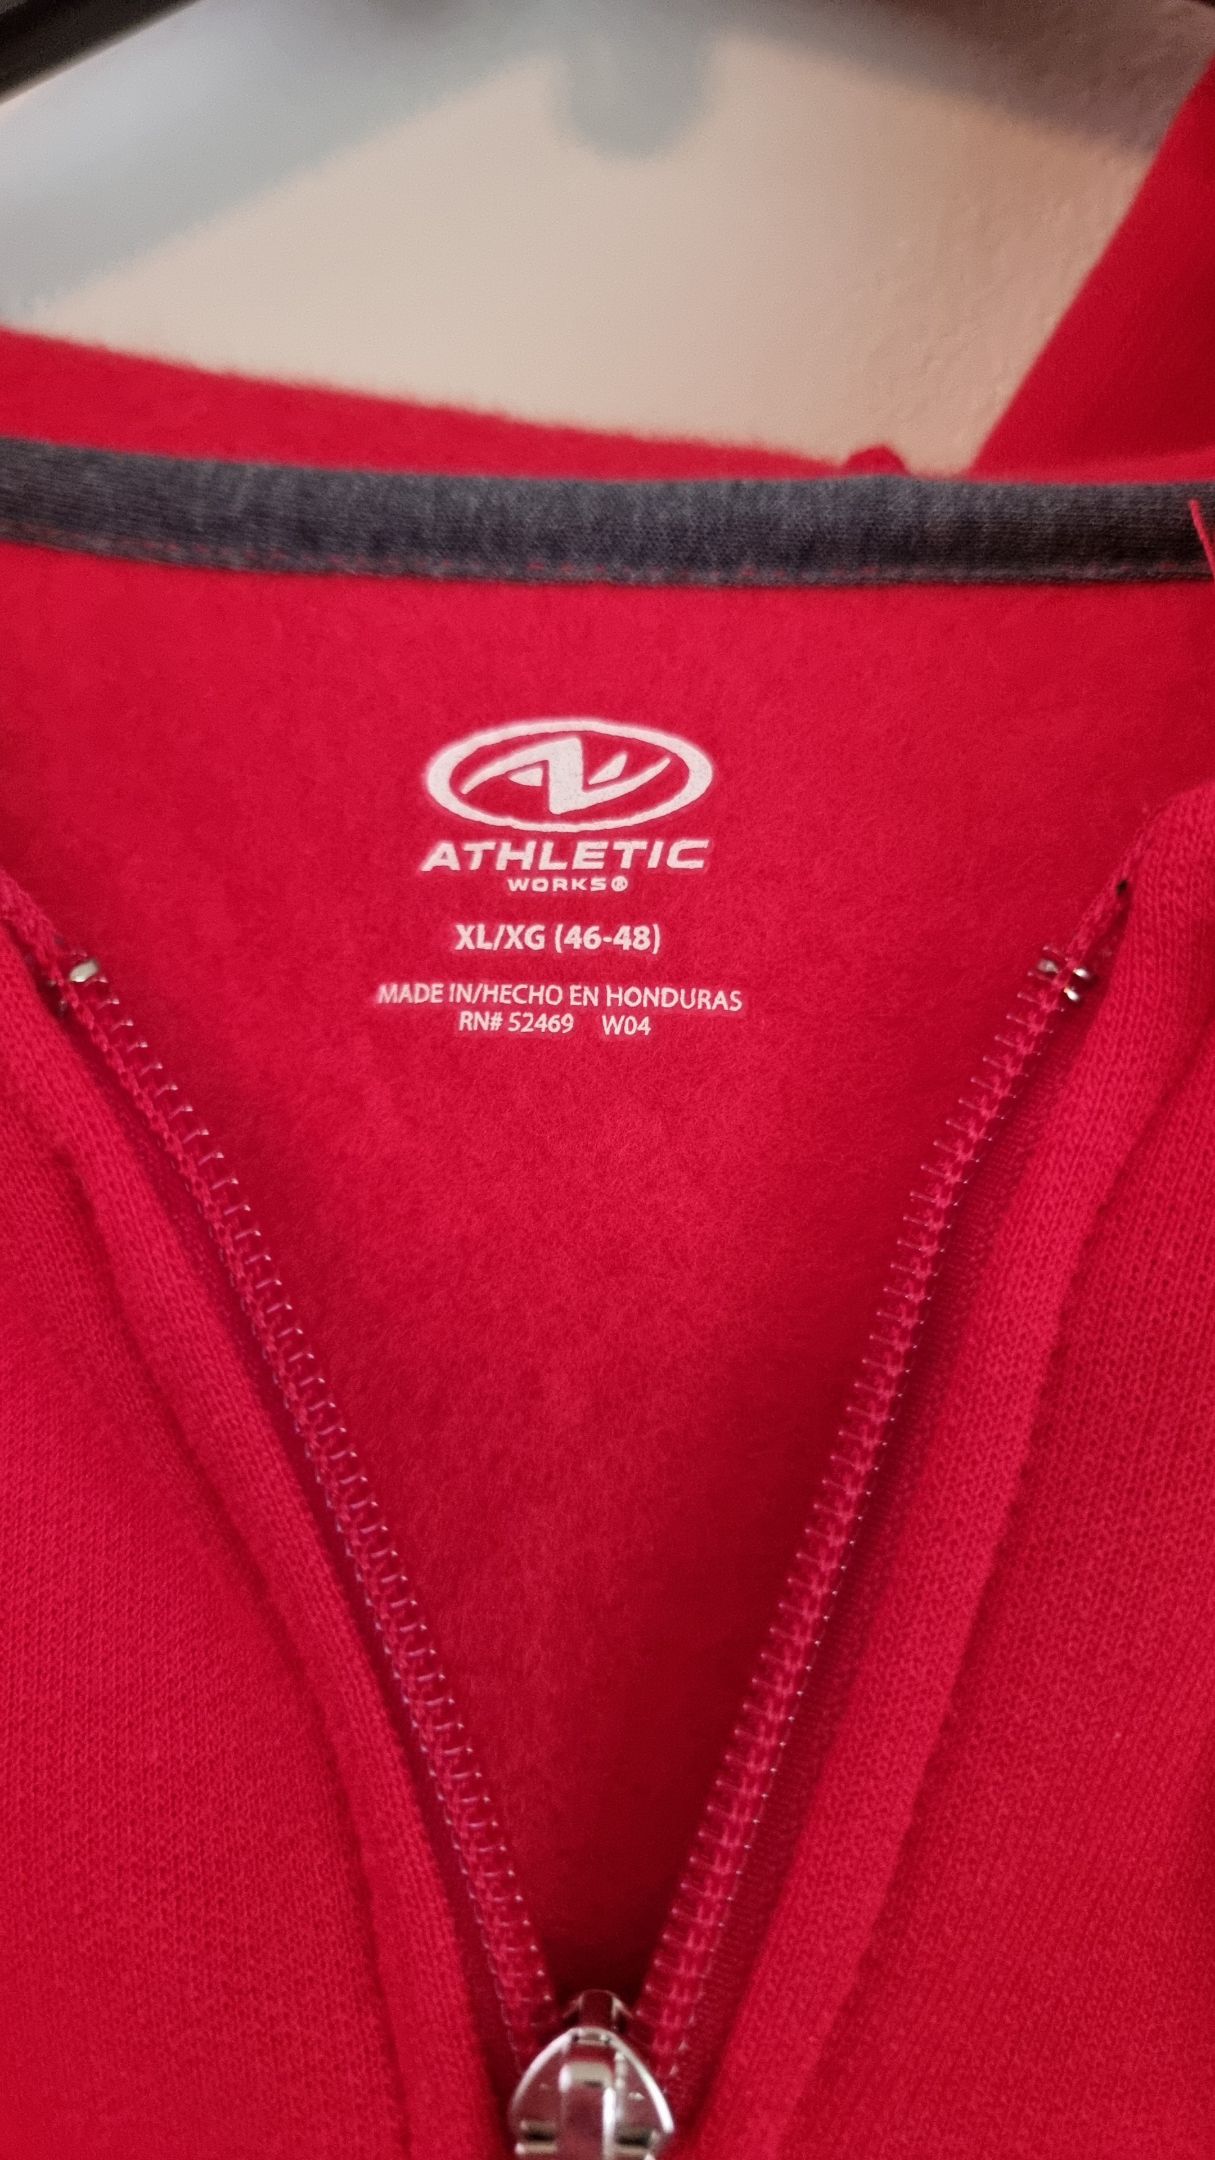 ATHLETIC
WORKS®
XL/XG (46-48)
MADE IN/HECHO EN HONDURAS
RN# 52469 W04